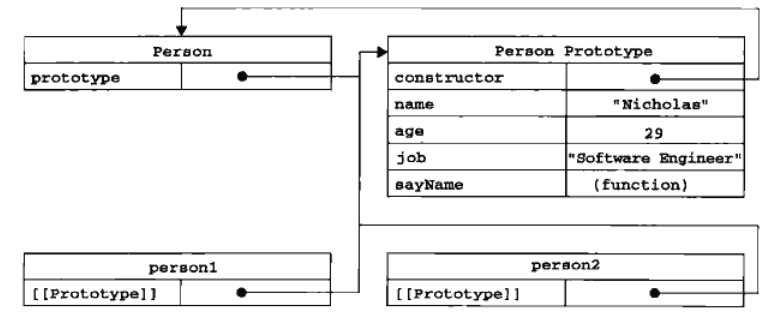 Person
prototype
Person Prototype
constructor
name "Nicholas"
age 29
job "Software Engineer"
sayName (function)
person1
[[Prototype]]
person2
[[Prototype]]